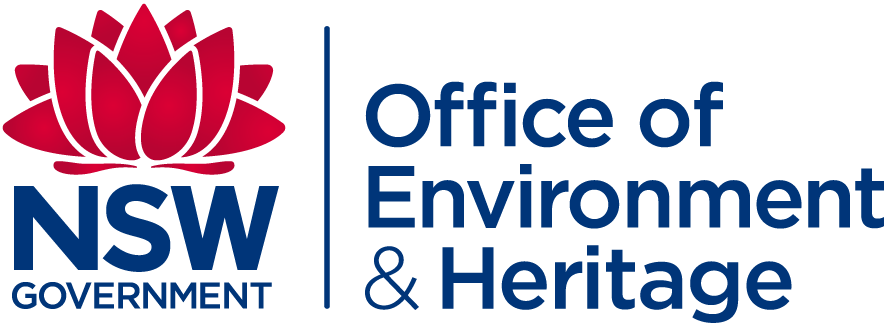 NSW
GOVERNMENT
Office of
Environment
& Heritage